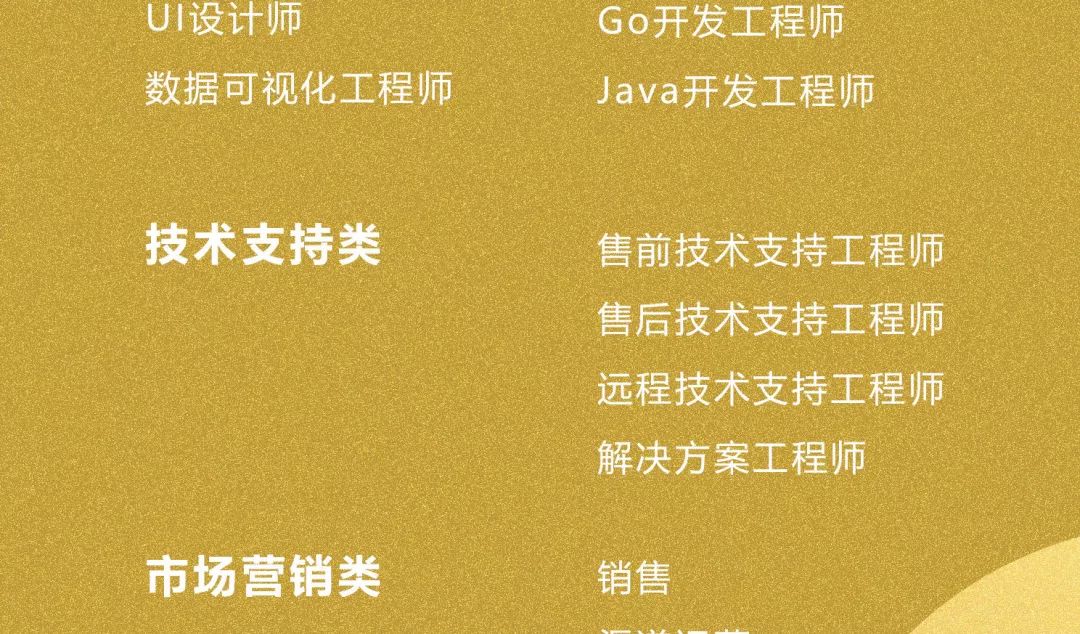 UI设计师
Go开发工程师
数据可视化工程师
Java开发工程师
技术支持类
售前技术支持工程师
售后技术支持工程师
远程技术支持工程师
解决方案工程师
市场营销类
销售